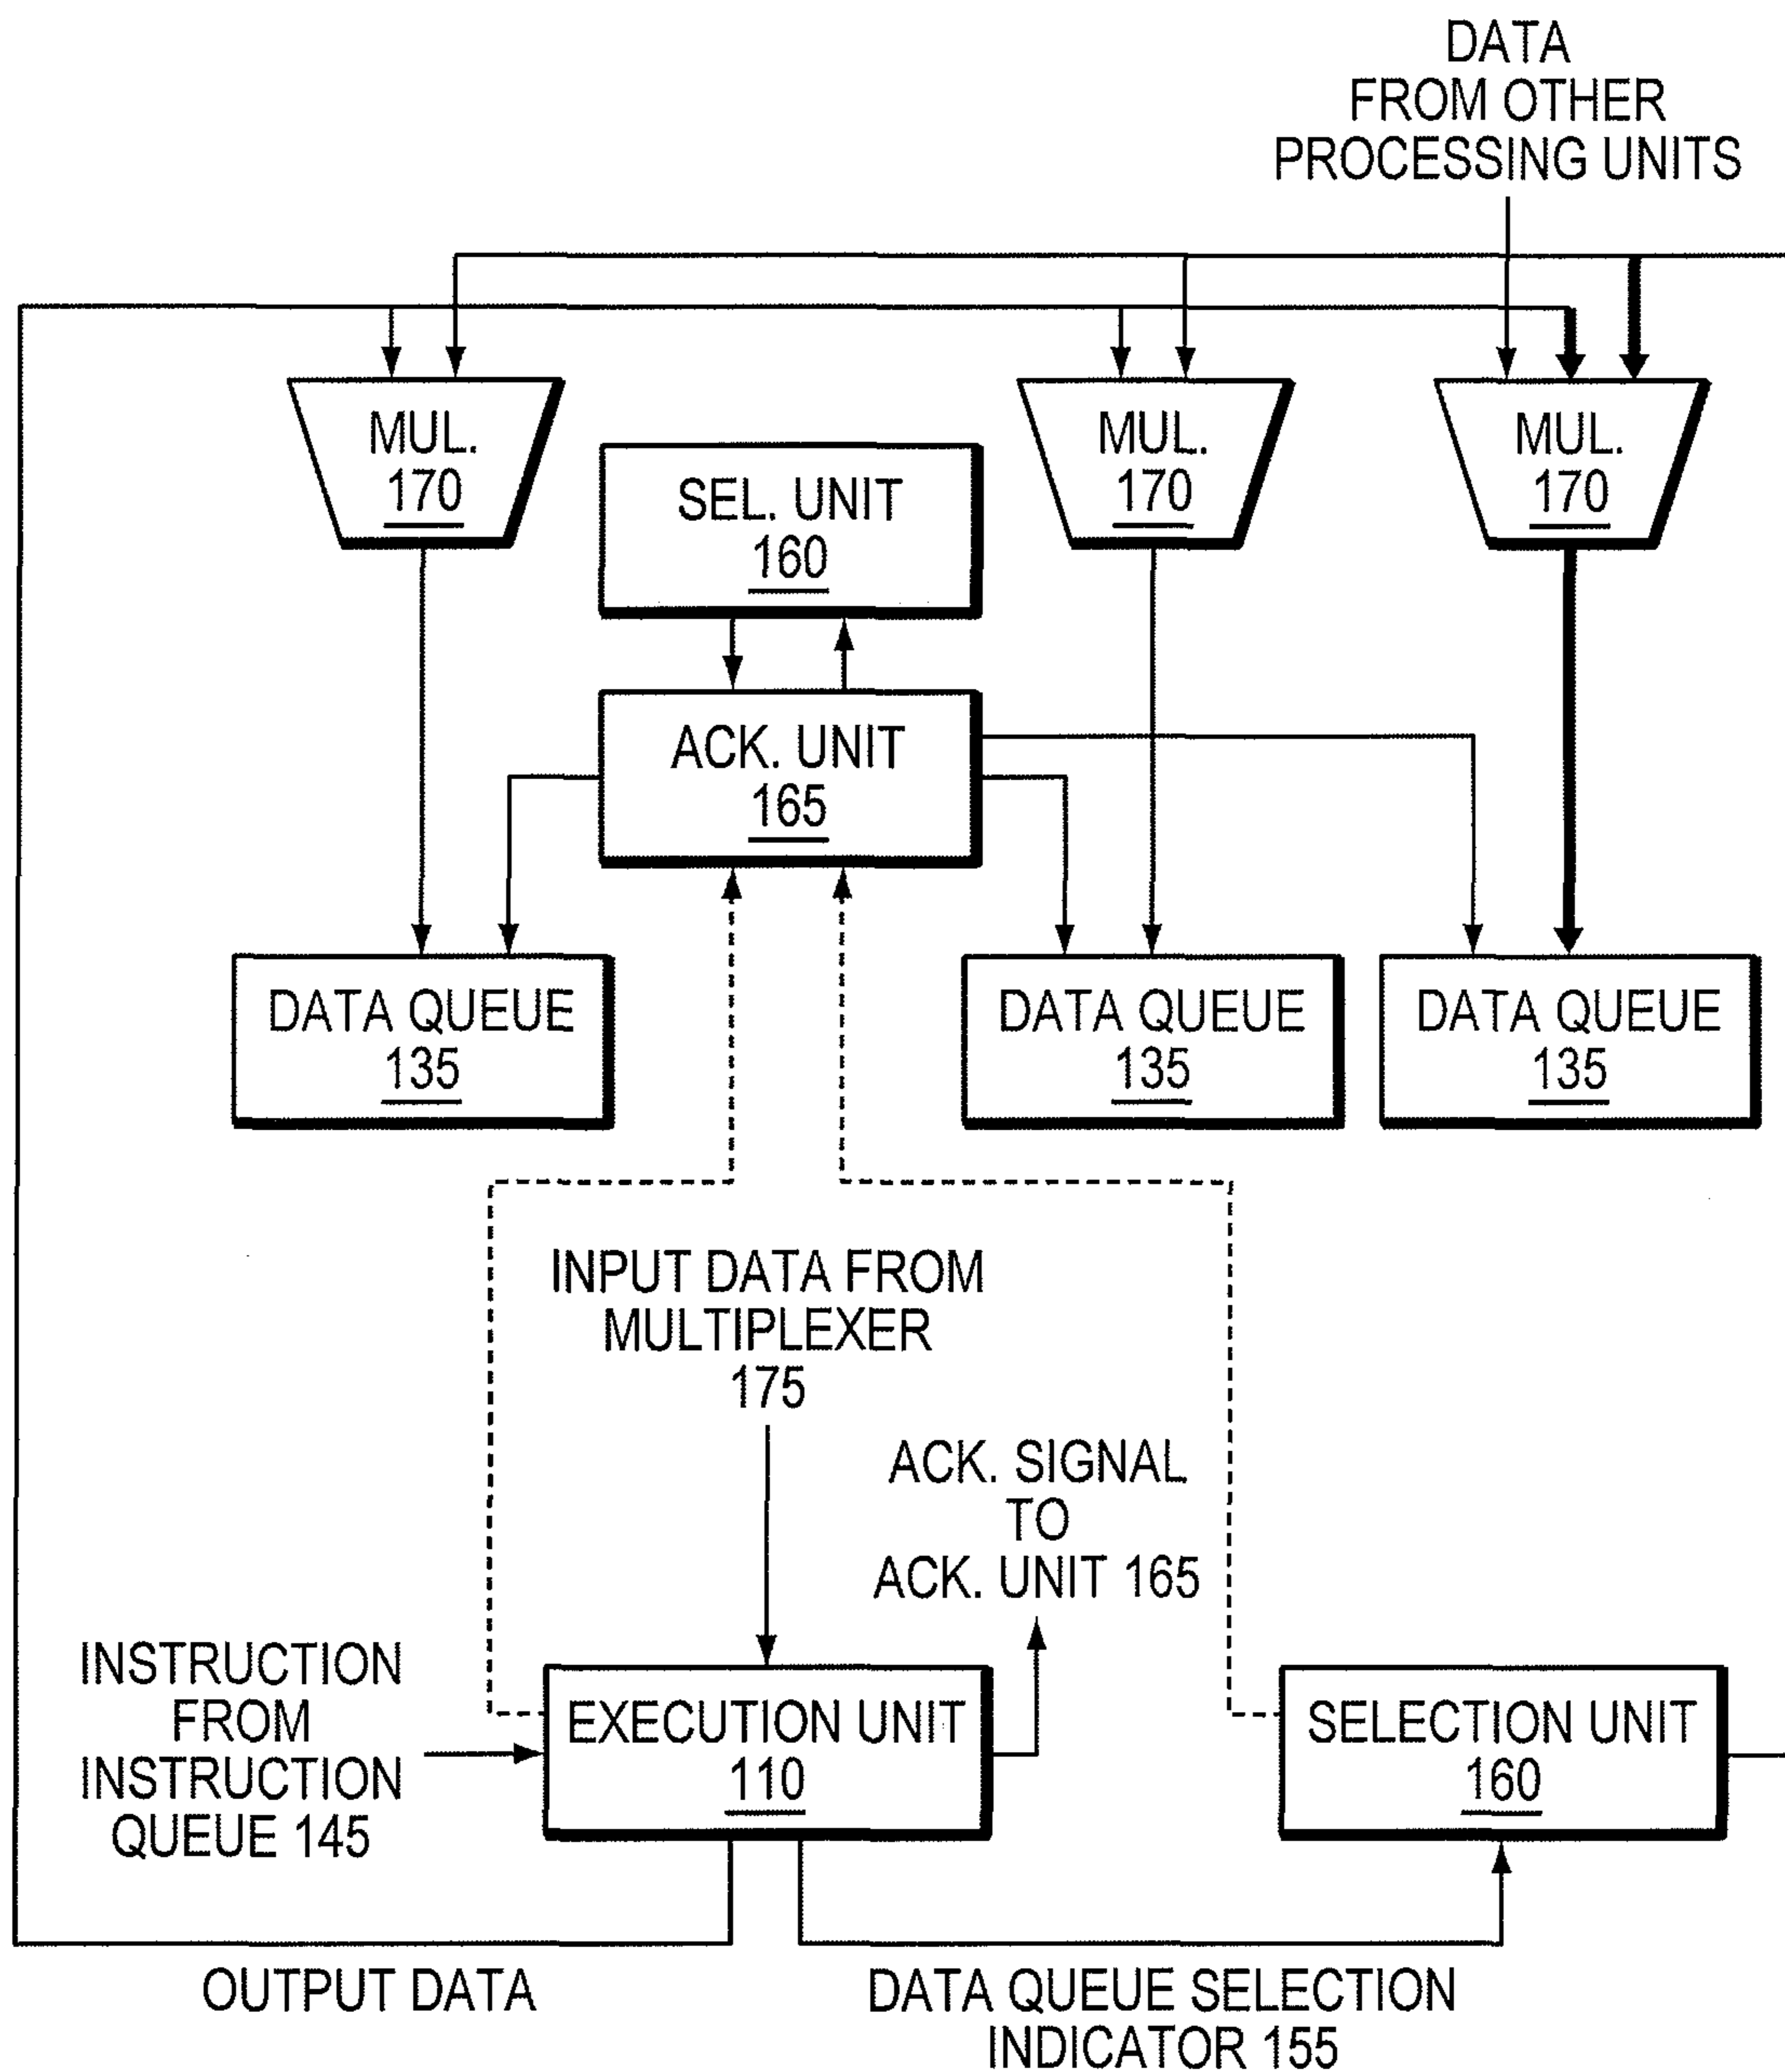 DATA
FROM OTHER
PROCESSING UNITS
MUL.
170
SEL. UNIT
160
MUL.
170
MUL.
170
ACK. UNIT
165
DATA QUEUE
135
DATA QUEUE
135
DATA QUEUE
135
INPUT DATA FROM
MULTIPLEXER
175
ACK. SIGNAL
TO
ACK. UNIT 165
INSTRUCTION
FROM
INSTRUCTION
QUEUE 145
EXECUTION UNIT
110
SELECTION UNIT
160
OUTPUT DATA
DATA QUEUE SELECTION
INDICATOR 155